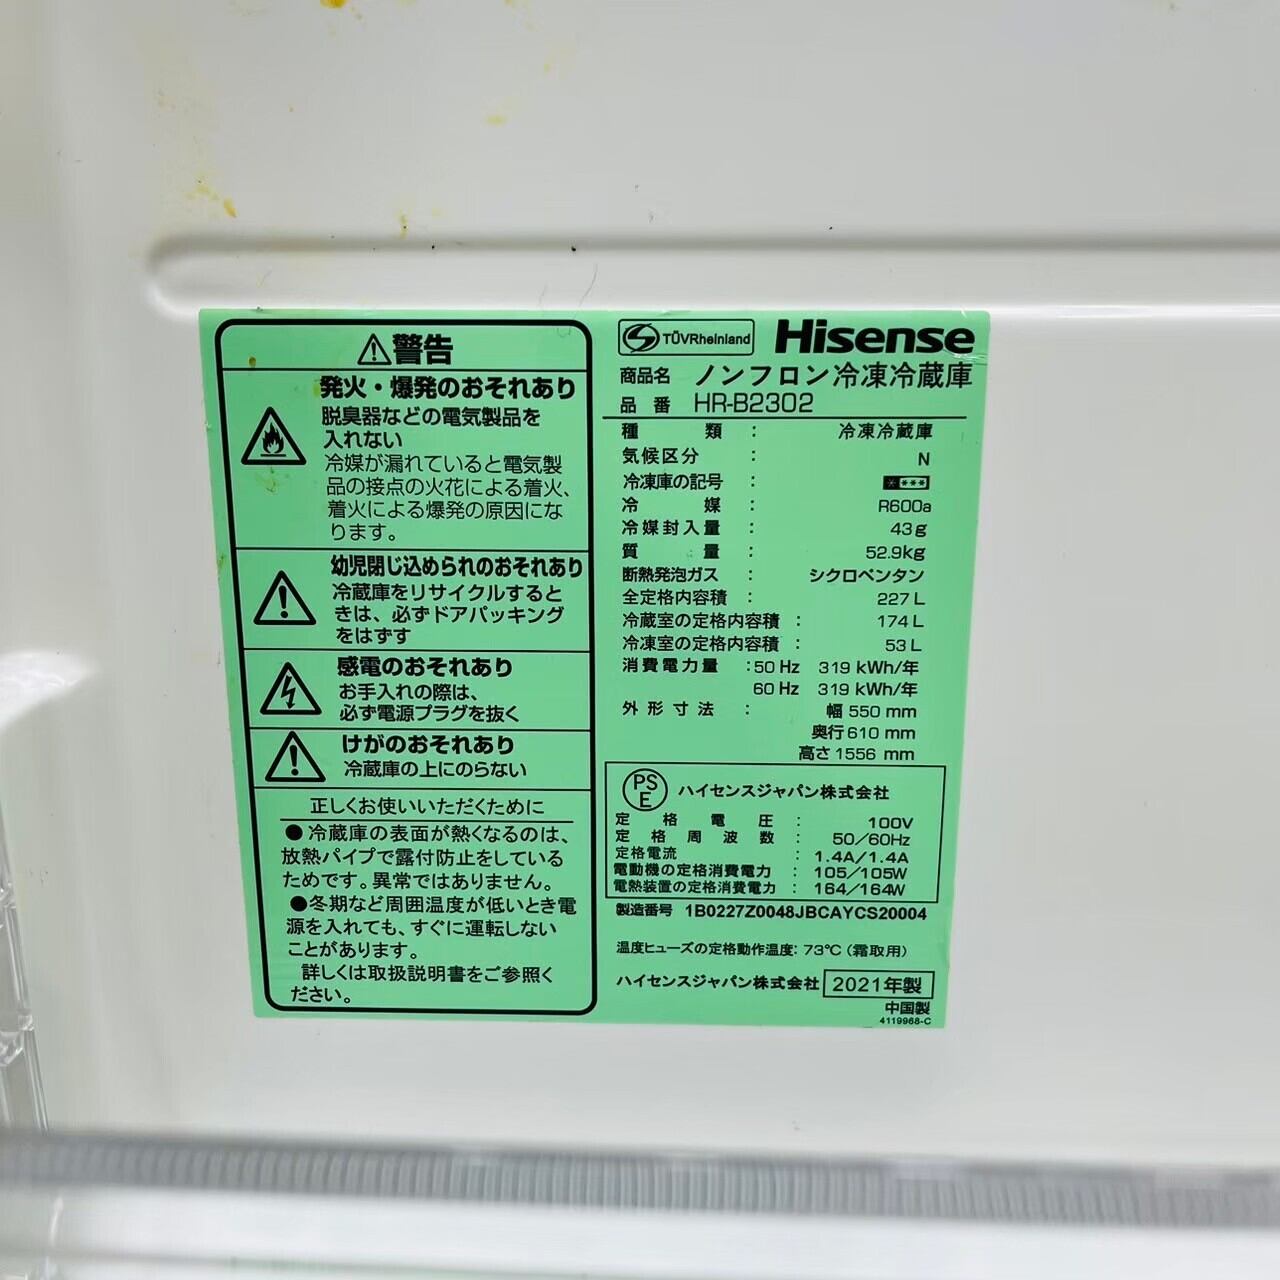 警告
発火・爆発のおそれあり
脱臭器などの電気製品を
入れない
冷媒が漏れていると電気製
品の接点の火花による着火、
着火による爆発の原因にな
ります。
幼児閉じ込められのおそれあり
冷蔵庫をリサイクルすると
きは、必ずドアパッキング
をはずす
感電のおそれあり
お手入れの際は、
必ず電源プラグを抜く
けがのおそれあり
冷蔵庫の上にのらない
正しくお使いいただくために
●冷蔵庫の表面が熱くなるのは、
放熱パイプで露付防止をしている
ためです。異常ではありません。
●冬期など周囲温度が低いとき電
源を入れても、すぐに運転しない
ことがあります。
詳しくは取扱説明書をご参照く
ださい。
TÜVRheinland Hisense
商品名 ノンフロン冷凍冷蔵庫
品番 HR-B2302
種類 : 冷凍冷蔵庫
気候区分 : N
冷凍庫の記号 : ****
冷媒 : R600a
冷媒封入量 : 43g
質量 : 52.9kg
断熱発泡ガス : シクロペンタン
全定格内容積 : 227L
冷蔵室の定格内容積 : 174L
冷凍室の定格内容積 : 53L
消費電力量 :50Hz 319 kWh/年
60Hz 319 kWh/年
外形寸法 : 幅 550 mm
奥行 610 mm
高さ 1556 mm
PSE ハイセンスジャパン株式会社
定格電圧 : 100V
定格周波数 : 50/60Hz
定格電流 : 1.4A/1.4A
電動機の定格消費電力 : 105/105W
電熱装置の定格消費電力 : 164/164W
製造番号 1B0227Z0048JBCAYCS20004
温度ヒューズの定格動作温度: 73℃(霜取用)
ハイセンスジャパン株式会社 2021年製
中国製
4119968-C